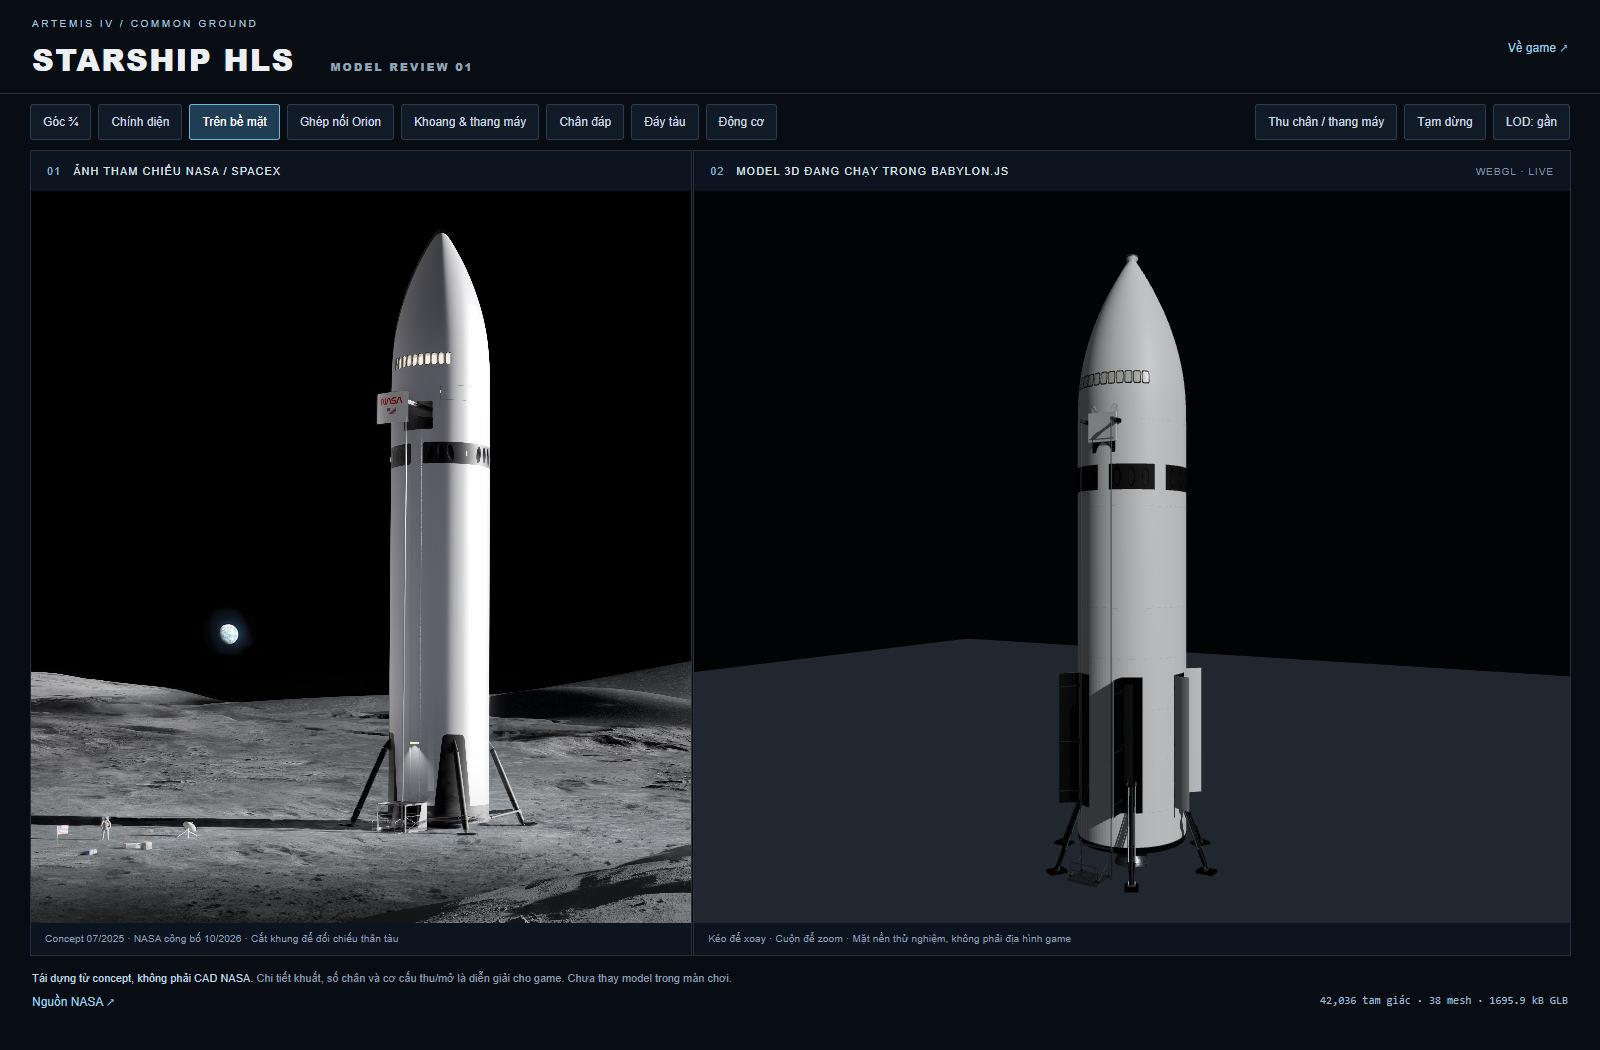 ARTEMIS IV / COMMON GROUND
STARSHIP HLS
MODEL REVIEW 01
Về game ↗
Góc ¾
Chính diện
Trên bề mặt
Ghép nối Orion
Khoang & thang máy
Chân đáp
Đáy tàu
Động cơ
Thu chân / thang máy
Tạm dừng
LOD: gần
01 ẢNH THAM CHIẾU NASA / SPACEX
02 MODEL 3D ĐANG CHẠY TRONG BABYLON.JS
WEBGL · LIVE
NASA
Concept 07/2025 · NASA công bố 10/2026 · Cắt khung để đối chiếu thân tàu
Kéo để xoay · Cuộn để zoom · Mặt nền thử nghiệm, không phải địa hình game
Tái dựng từ concept, không phải CAD NASA. Chi tiết khuất, số chân và cơ cấu thu/mở là diễn giải cho game. Chưa thay model trong màn chơi.
Nguồn NASA ↗
42,036 tam giác · 38 mesh · 1695.9 kB GLB